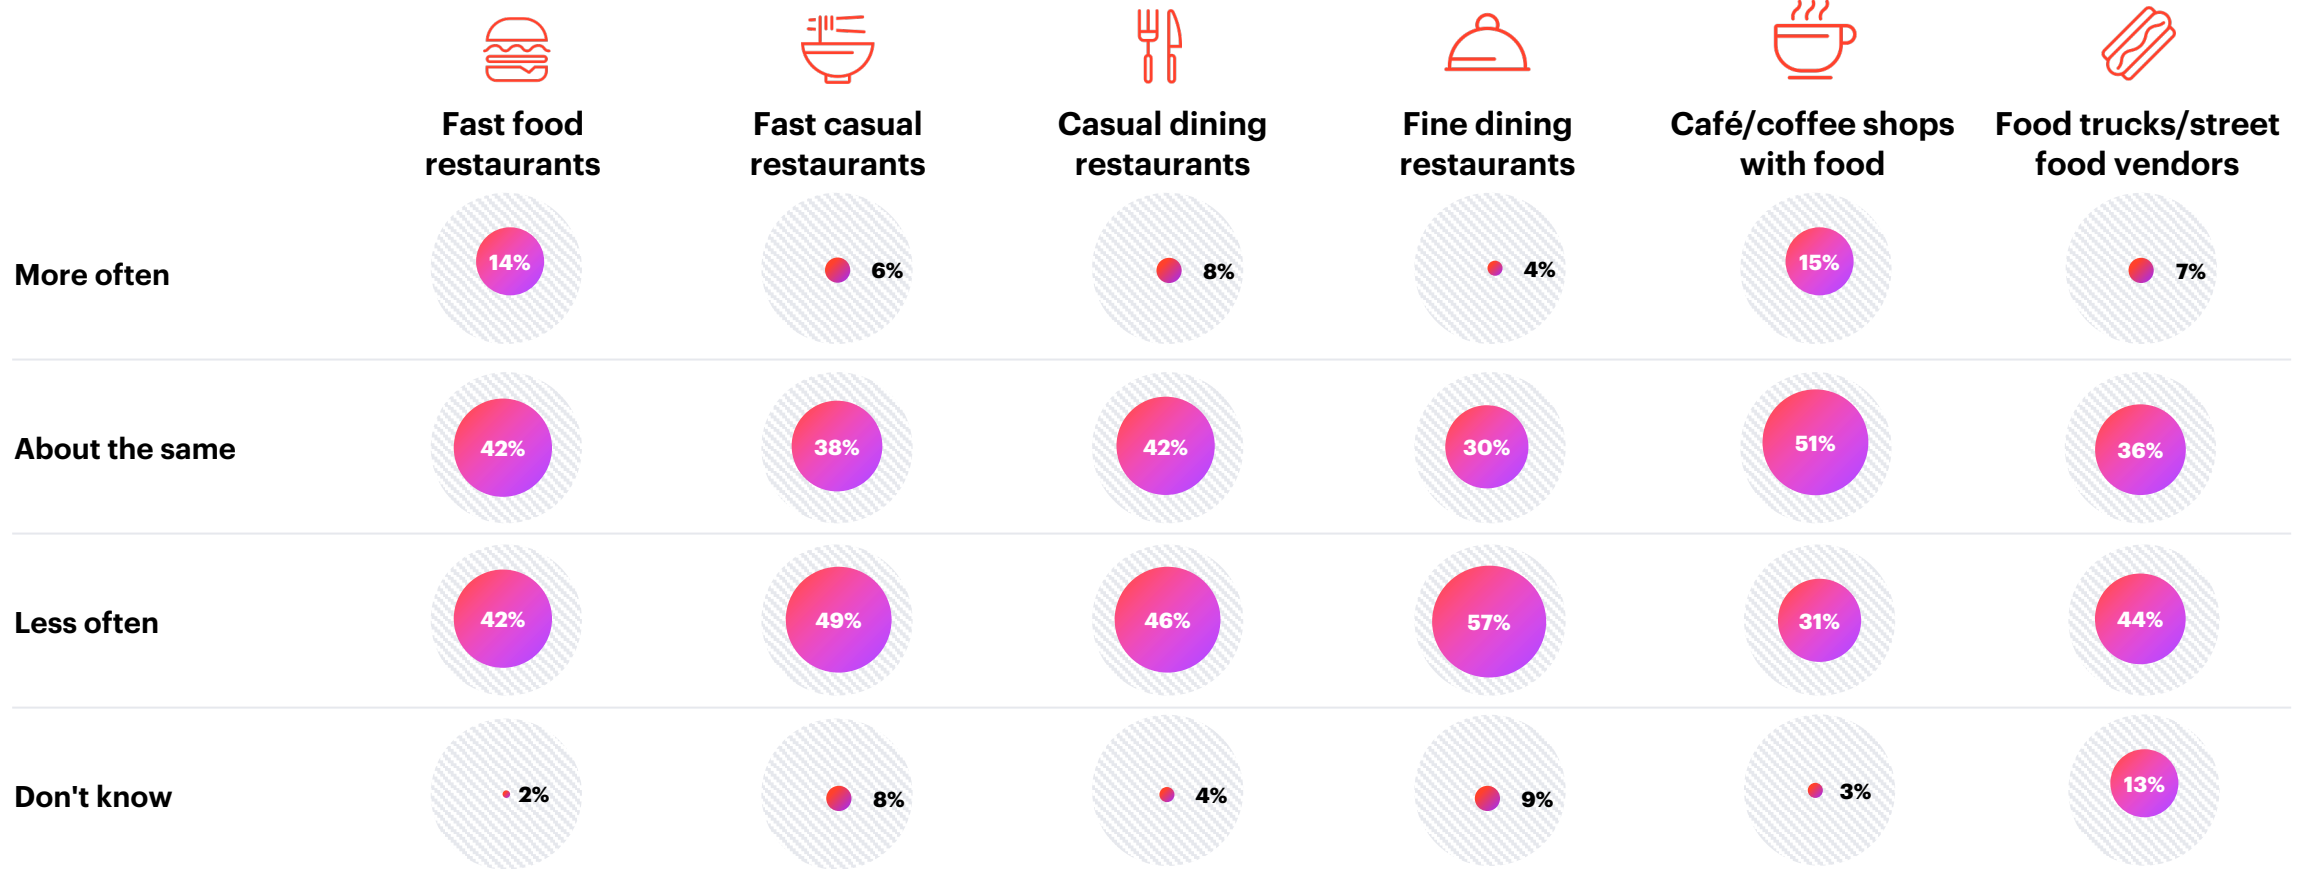 Fast food
restaurants
Fast casual
restaurants
Casual dining
restaurants
Fine dining
restaurants
Café/coffee shops
with food
Food trucks/street
food vendors
More often
14%
6%
8%
4%
15%
7%
About the same
42%
38%
42%
30%
51%
36%
Less often
42%
49%
46%
57%
31%
44%
Don't know
2%
8%
4%
9%
3%
13%